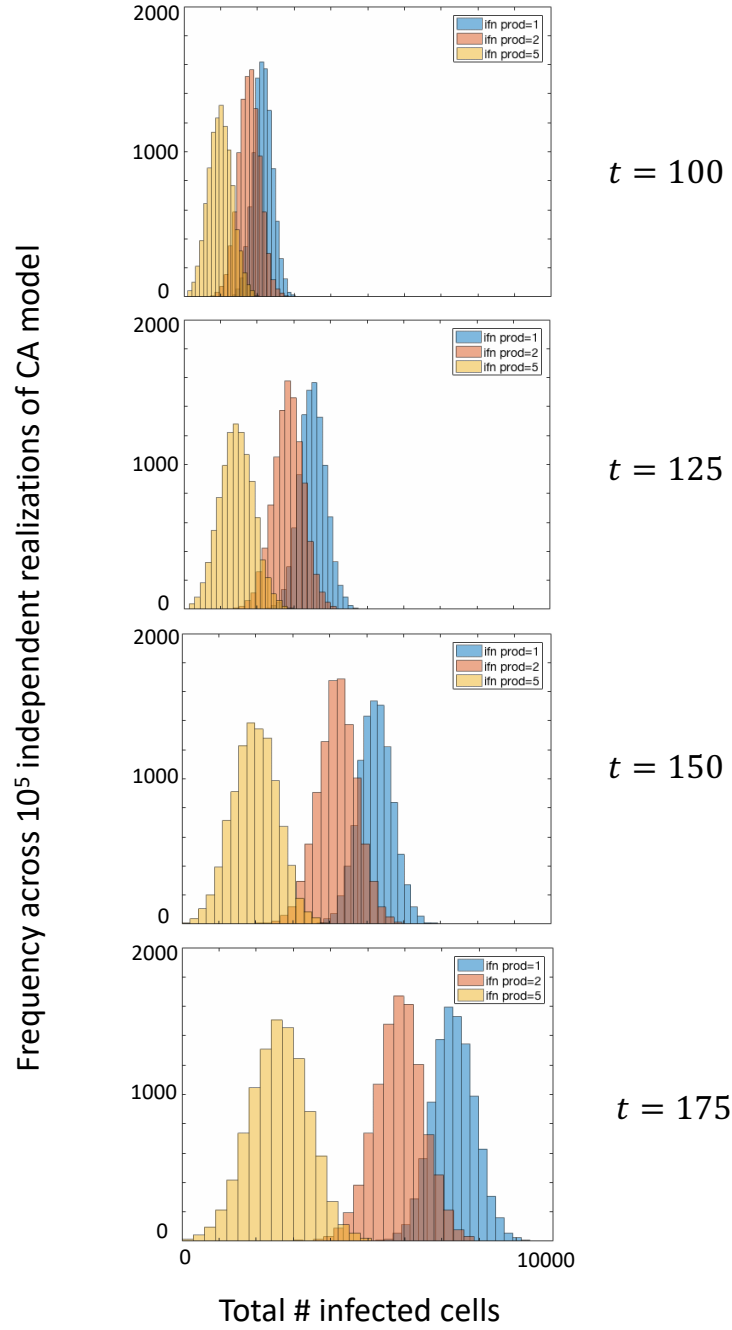 Frequency across 10⁵ independent realizations of CA model
2000
1000
0
ifn prod=1
ifn prod=2
ifn prod=5
t = 100
2000
1000
0
ifn prod=1
ifn prod=2
ifn prod=5
t = 125
2000
1000
0
ifn prod=1
ifn prod=2
ifn prod=5
t = 150
2000
1000
0
ifn prod=1
ifn prod=2
ifn prod=5
t = 175
0
10000
Total # infected cells